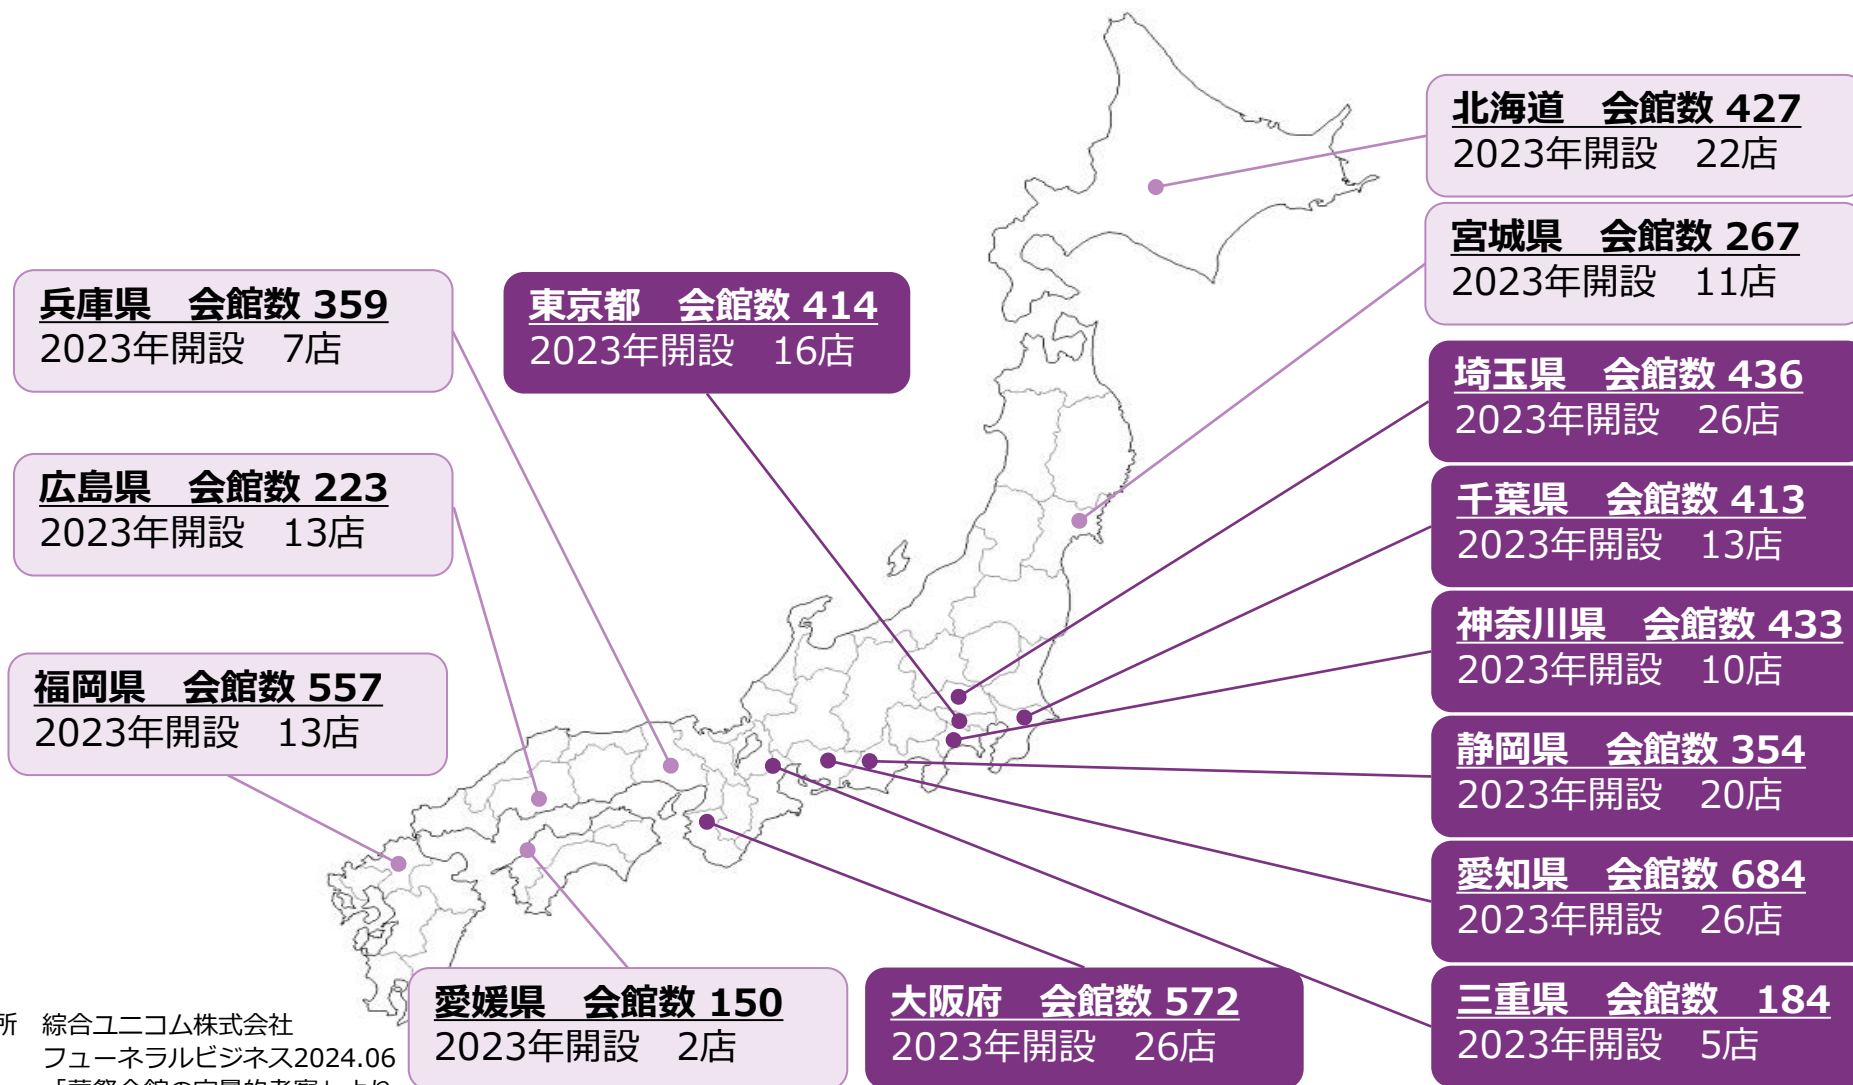 北海道　会館数 427
2023年開設　22店
宮城県　会館数 267
2023年開設　11店
兵庫県　会館数 359
2023年開設　7店
東京都　会館数 414
2023年開設　16店
埼玉県　会館数 436
2023年開設　26店
広島県　会館数 223
2023年開設　13店
千葉県　会館数 413
2023年開設　13店
神奈川県　会館数 433
2023年開設　10店
福岡県　会館数 557
2023年開設　13店
静岡県　会館数 354
2023年開設　20店
愛知県　会館数 684
2023年開設　26店
愛媛県　会館数 150
2023年開設　2店
大阪府　会館数 572
2023年開設　26店
三重県　会館数　184
2023年開設　5店
所　綜合ユニコム株式会社
フューネラルビジネス2024.06